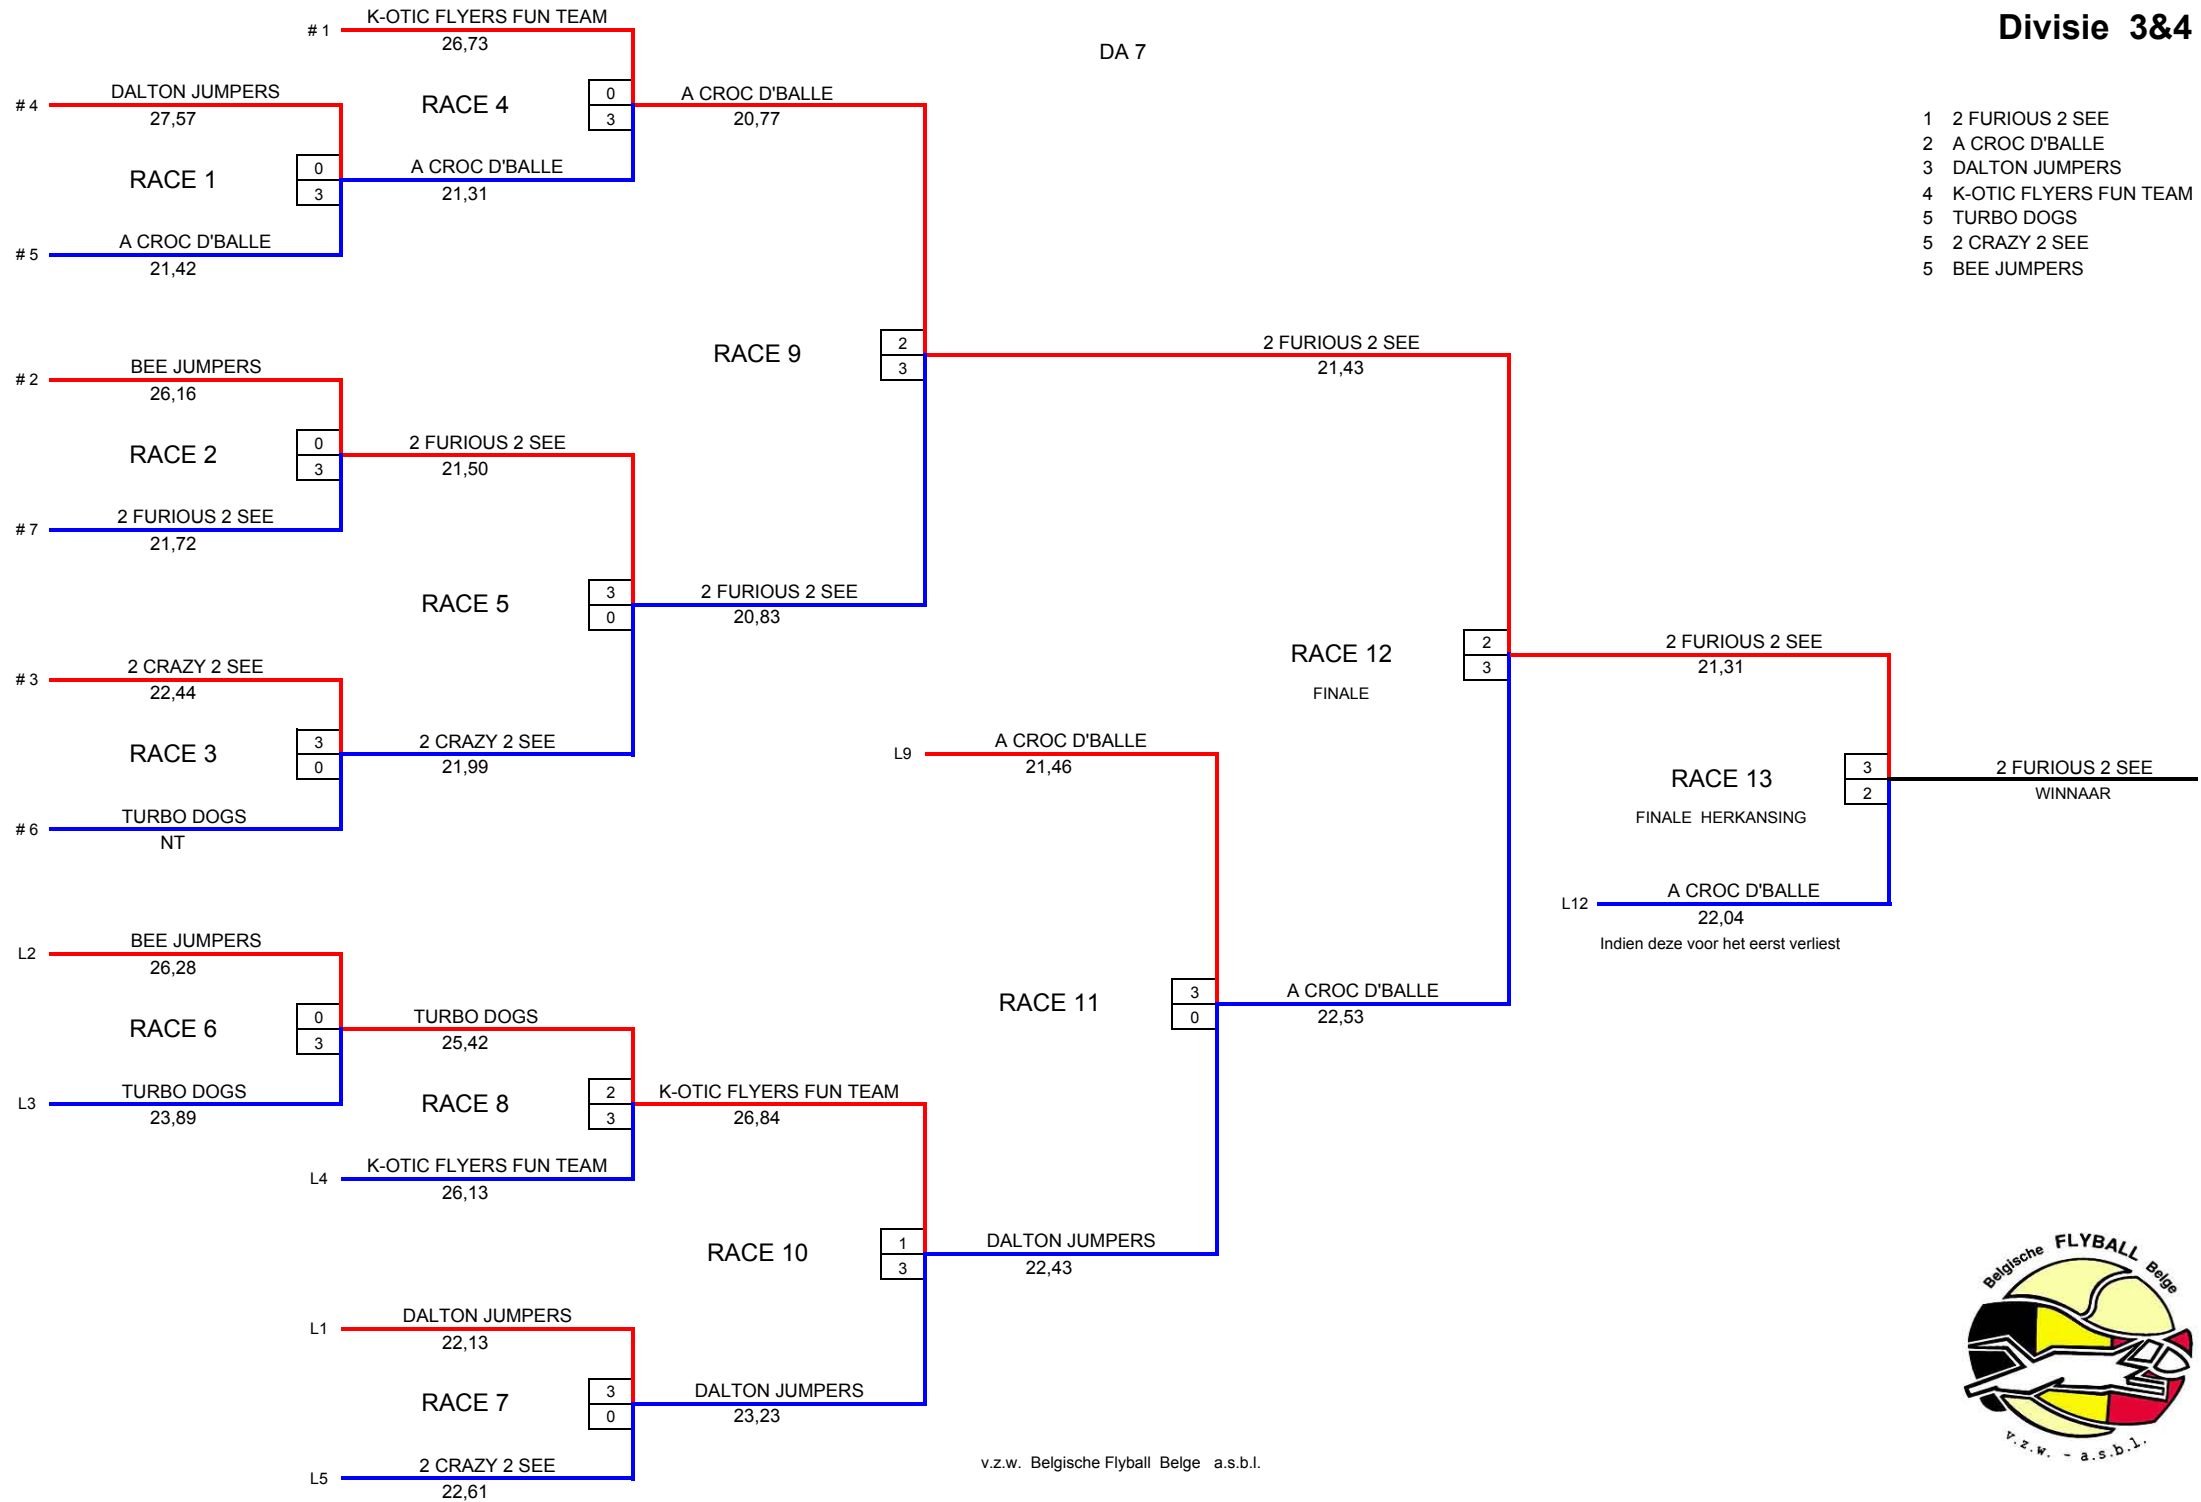 Divisie 3&4
DA 7
1 2 FURIOUS 2 SEE
2 A CROC D'BALLE
3 DALTON JUMPERS
4 K-OTIC FLYERS FUN TEAM
5 TURBO DOGS
5 2 CRAZY 2 SEE
5 BEE JUMPERS
# 1 K-OTIC FLYERS FUN TEAM
26,73
# 4 DALTON JUMPERS
27,57
RACE 1
0
3
# 5 A CROC D'BALLE
21,42
RACE 4
0
3
A CROC D'BALLE
21,31
A CROC D'BALLE
20,77
# 2 BEE JUMPERS
26,16
RACE 2
0
3
# 7 2 FURIOUS 2 SEE
21,72
2 FURIOUS 2 SEE
21,50
RACE 5
3
0
2 FURIOUS 2 SEE
20,83
# 3 2 CRAZY 2 SEE
22,44
RACE 3
3
0
# 6 TURBO DOGS
NT
2 CRAZY 2 SEE
21,99
RACE 9
2
3
2 FURIOUS 2 SEE
21,43
RACE 12
FINALE
2
3
2 FURIOUS 2 SEE
21,31
RACE 13
FINALE HERKANSING
3
2
2 FURIOUS 2 SEE
WINNAAR
L12 A CROC D'BALLE
22,04
Indien deze voor het eerst verliest
L9 A CROC D'BALLE
21,46
RACE 11
3
0
A CROC D'BALLE
22,53
L2 BEE JUMPERS
26,28
RACE 6
0
3
L3 TURBO DOGS
23,89
TURBO DOGS
25,42
RACE 8
2
3
L4 K-OTIC FLYERS FUN TEAM
26,13
K-OTIC FLYERS FUN TEAM
26,84
RACE 10
1
3
DALTON JUMPERS
22,43
L1 DALTON JUMPERS
22,13
RACE 7
3
0
DALTON JUMPERS
23,23
L5 2 CRAZY 2 SEE
22,61
v.z.w. Belgische Flyball Belge a.s.b.l.
Belgische FLYBALL Belge
v.z.w. - a.s.b.l.